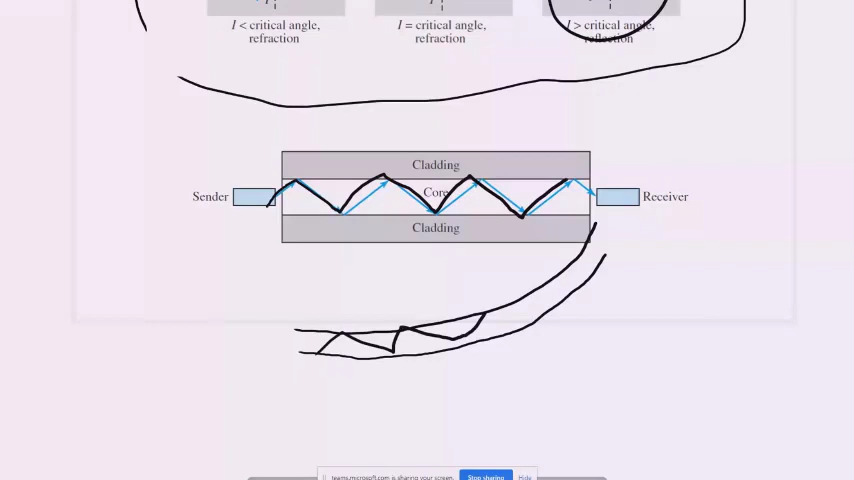 I < critical angle,
refraction
I = critical angle,
refraction
I > critical angle,
reflection
Cladding
Sender
Core
Receiver
Cladding
teams.microsoft.com is sharing your screen.
Stop sharing
Hide